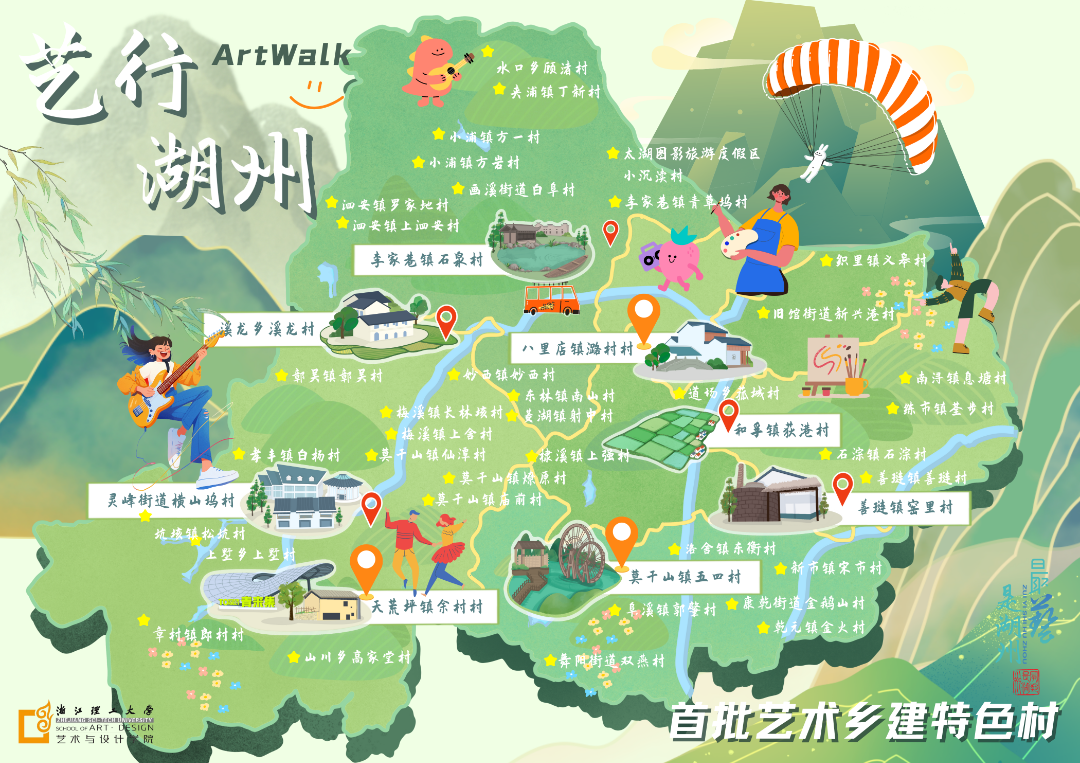 艺行
ArtWalk
湖州
水口乡顾渚村
夹浦镇丁新村
小浦镇方一村
小浦镇方岩村
太湖图影旅游度假区
小沉渎村
画溪街道白阜村
泗安镇罗家地村
李家巷镇青草坞村
泗安镇上泗安村
李家巷镇石泉村
织里镇义皋村
旧馆街道新兴港村
溪龙乡溪龙村
八里店镇潞村村
鄣吴镇鄣吴村
妙西镇妙西村
南浔镇息塘村
东林镇南山村
道场乡菰城村
梅溪镇长林垓村
菱湖镇射中村
练市镇荃步村
和孚镇荻港村
梅溪镇上舍村
孝丰镇白杨村
莫干山镇仙潭村
埭溪镇上强村
石淙镇石淙村
莫干山镇燎原村
善琏镇善琏村
灵峰街道横山坞村
莫干山镇庙前村
善琏镇窑里村
坑垓镇松坑村
上墅乡上墅村
洛舍镇东衡村
新市镇宋市村
莫干山镇五四村
天荒坪镇余村村
阜溪镇郭肇村
康乾街道金鹅山村
章村镇郎村村
乾元镇金火村
山川乡高家堂村
舞阳街道双燕村
浙江理工大学
ZHEJIANG SCI-TECH UNIVERSITY
SCHOOL OF ART·DESIGN
艺术与设计学院
首批艺术乡建特色村